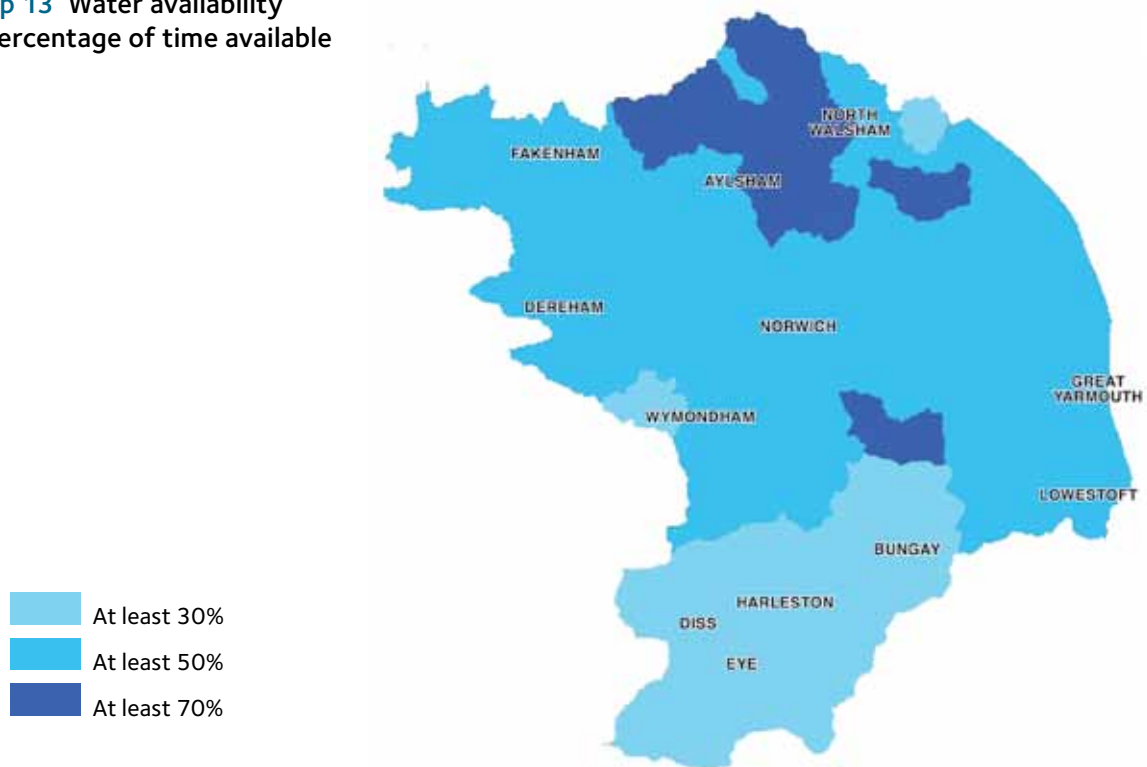 p 13 Water availability
ercentage of time available
NORTH
WALSHAM
FAKENHAM
AYLSHAM
DEREHAM
NORWICH
GREAT
YARMOUTH
WYMONDHAM
LOWESTOFT
BUNGAY
HARLESTON
DISS
EYE
At least 30%
At least 50%
At least 70%